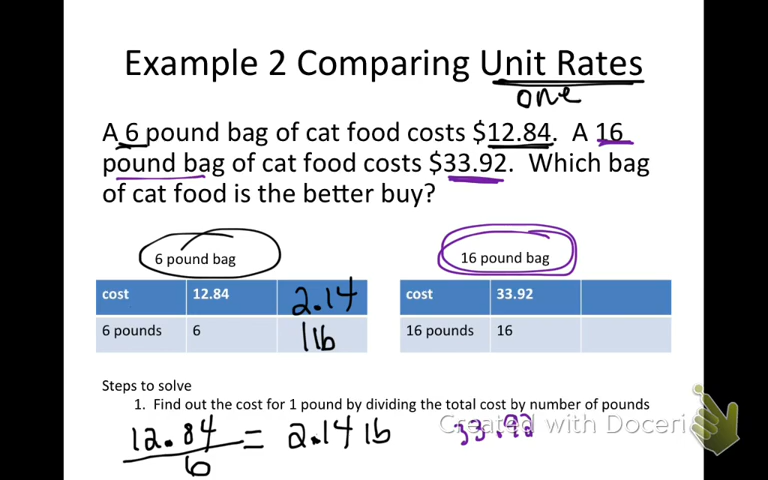 Example 2 Comparing Unit Rates
one
A 6 pound bag of cat food costs $12.84. A 16
pound bag of cat food costs $33.92. Which bag
of cat food is the better buy?
6 pound bag
16 pound bag
cost 12.84 2.14
6 pounds 6 1 lb
cost 33.92
16 pounds 16
Steps to solve
1. Find out the cost for 1 pound by dividing the total cost by number of pounds
12.84 = 2.14 lb
6
33.92
Created with Doceri